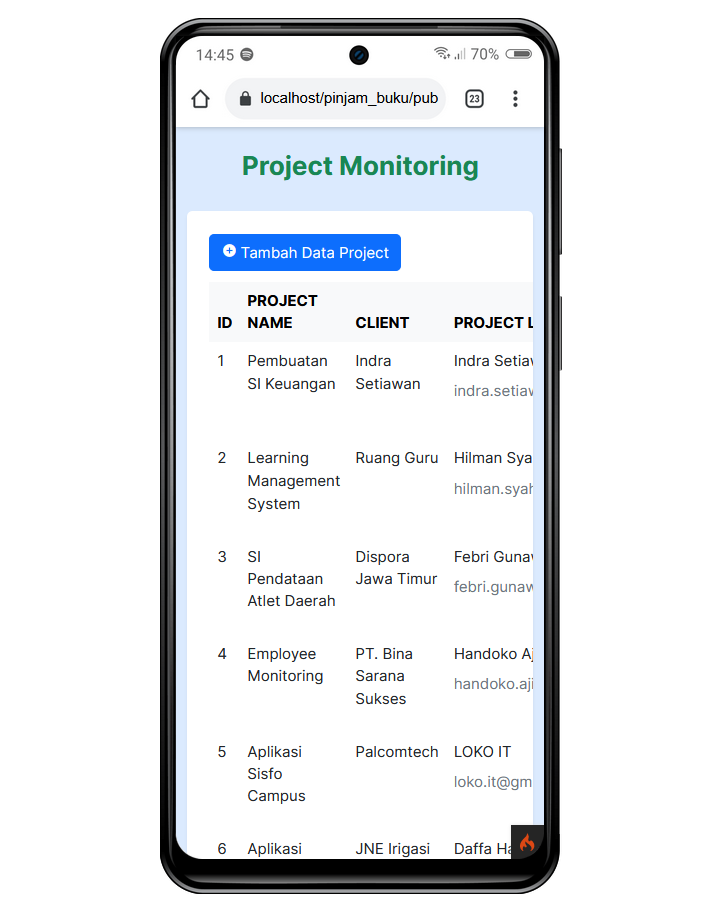 14:45 70%
localhost/pinjam_buku/pub 23
Project Monitoring
Tambah Data Project
PROJECT
ID NAME CLIENT PROJECT L
1 Pembuatan Indra Indra Setiaw
SI Keuangan Setiawan indra.setiaw
2 Learning Ruang Guru Hilman Sya
Management hilman.syah
System
3 SI Dispora Febri Gunaw
Pendataan Jawa Timur febri.gunaw
Atlet Daerah
4 Employee PT. Bina Handoko Aj
Monitoring Sarana handoko.aji
Sukses
5 Aplikasi Palcomtech LOKO IT
Sisfo loko.it@gm
Campus
6 Aplikasi JNE Irigasi Daffa Ha